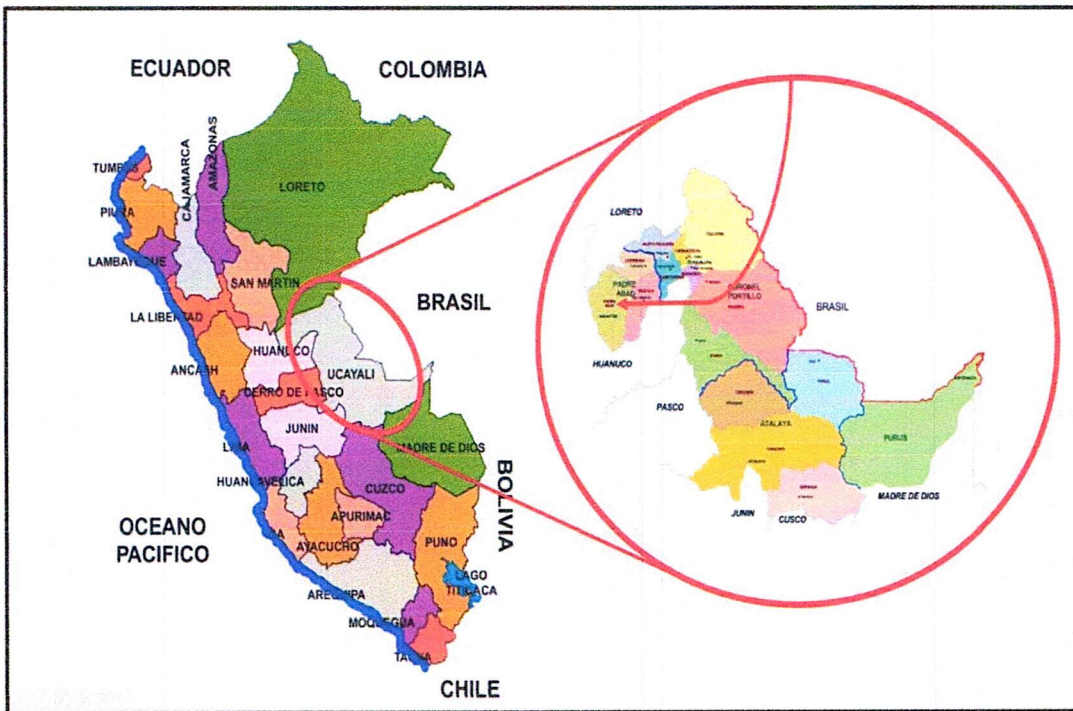 ECUADOR
COLOMBIA
CAJAMARCA
AMAZONAS
TUMBES
LORETO
PIURA
LAMBAYEQUE
SAN MARTIN
BRASIL
LA LIBERTAD
HUANUCO
ANCASH
UCAYALI
CERRO DE PASCO
JUNIN
LIMA
MADRE DE DIOS
HUANCAVELICA
CUZCO
BOLIVIA
OCEANO
PACIFICO
APURIMAC
AYACUCHO
PUNO
LAGO
TITICACA
AREQUIPA
MOQUEGUA
TACNA
CHILE
LORETO
PADRE
ABAD
CORONEL
PORTILLO
BRASIL
HUANUCO
PASCO
ATALAYA
PURUS
MADRE DE DIOS
JUNIN
CUSCO